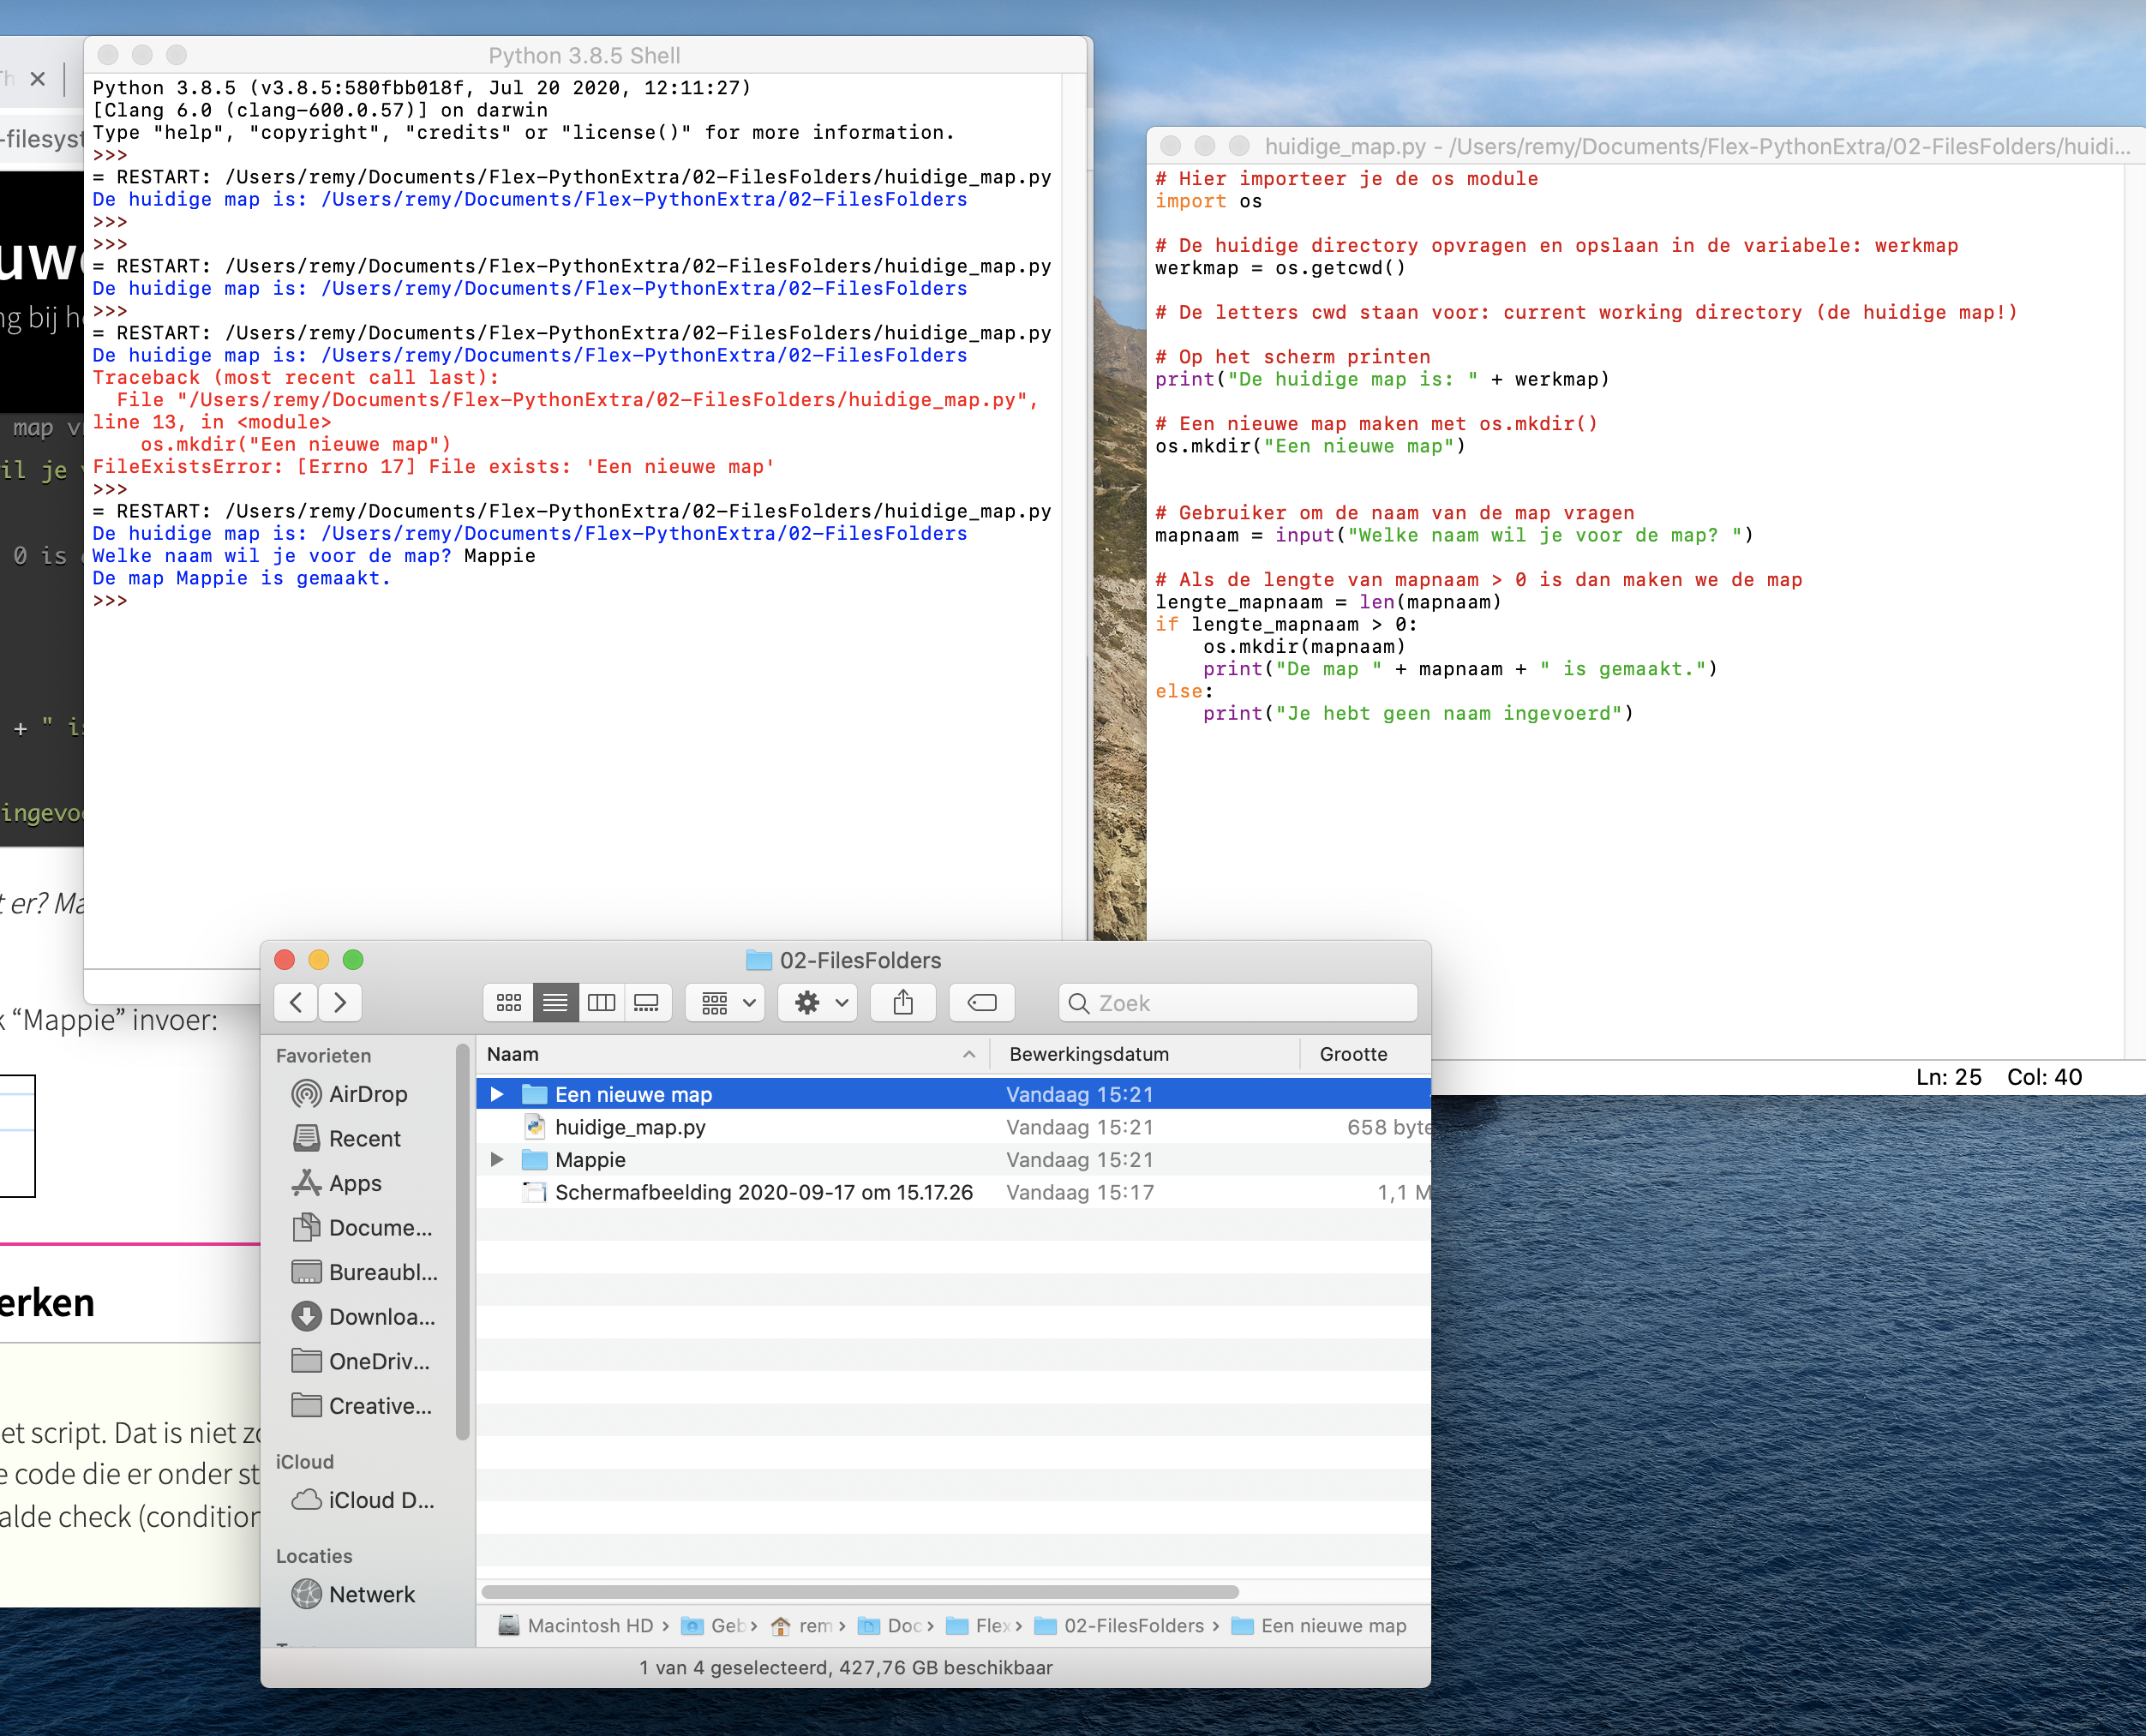 Python 3.8.5 Shell
Python 3.8.5 (v3.8.5:580fbb018f, Jul 20 2020, 12:11:27)
[Clang 6.0 (clang-600.0.57)] on darwin
Type "help", "copyright", "credits" or "license()" for more information.
>>>
= RESTART: /Users/remy/Documents/Flex-PythonExtra/02-FilesFolders/huidige_map.py
De huidige map is: /Users/remy/Documents/Flex-PythonExtra/02-FilesFolders
>>>
>>>
= RESTART: /Users/remy/Documents/Flex-PythonExtra/02-FilesFolders/huidige_map.py
De huidige map is: /Users/remy/Documents/Flex-PythonExtra/02-FilesFolders
>>>
= RESTART: /Users/remy/Documents/Flex-PythonExtra/02-FilesFolders/huidige_map.py
De huidige map is: /Users/remy/Documents/Flex-PythonExtra/02-FilesFolders
Traceback (most recent call last):
File "/Users/remy/Documents/Flex-PythonExtra/02-FilesFolders/huidige_map.py",
line 13, in <module>
os.mkdir("Een nieuwe map")
FileExistsError: [Errno 17] File exists: 'Een nieuwe map'
>>>
= RESTART: /Users/remy/Documents/Flex-PythonExtra/02-FilesFolders/huidige_map.py
De huidige map is: /Users/remy/Documents/Flex-PythonExtra/02-FilesFolders
Welke naam wil je voor de map? Mappie
De map Mappie is gemaakt.
>>>
huidige_map.py - /Users/remy/Documents/Flex-PythonExtra/02-FilesFolders/huidi...
# Hier importeer je de os module
import os
# De huidige directory opvragen en opslaan in de variabele: werkmap
werkmap = os.getcwd()
# De letters cwd staan voor: current working directory (de huidige map!)
# Op het scherm printen
print("De huidige map is: " + werkmap)
# Een nieuwe map maken met os.mkdir()
os.mkdir("Een nieuwe map")
# Gebruiker om de naam van de map vragen
mapnaam = input("Welke naam wil je voor de map? ")
# Als de lengte van mapnaam > 0 is dan maken we de map
lengte_mapnaam = len(mapnaam)
if lengte_mapnaam > 0:
os.mkdir(mapnaam)
print("De map " + mapnaam + " is gemaakt.")
else:
print("Je hebt geen naam ingevoerd")
Ln: 25 Col: 40
-filesyst
bij
map
il je
0 is
+ "
t er?
"Mappie" invoer:
erken
et script. Dat is niet
code die er onder
alde check (condition
02-FilesFolders
Zoek
Favorieten
AirDrop
Recent
Apps
Docume...
Bureaubl...
Downloa...
OneDriv...
Creative...
iCloud
iCloud D...
Locaties
Netwerk
Naam Bewerkingsdatum Grootte
Een nieuwe map Vandaag 15:21
huidige_map.py Vandaag 15:21 658 byte
Mappie Vandaag 15:21
Schermafbeelding 2020-09-17 om 15.17.26 Vandaag 15:17 1,1 M
Macintosh HD › Geb › rem › Doc › Flex › 02-FilesFolders › Een nieuwe map
1 van 4 geselecteerd, 427,76 GB beschikbaar